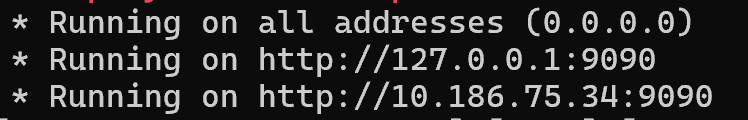 * Running on all addresses (0.0.0.0)
* Running on http://127.0.0.1:9090
* Running on http://10.186.75.34:9090